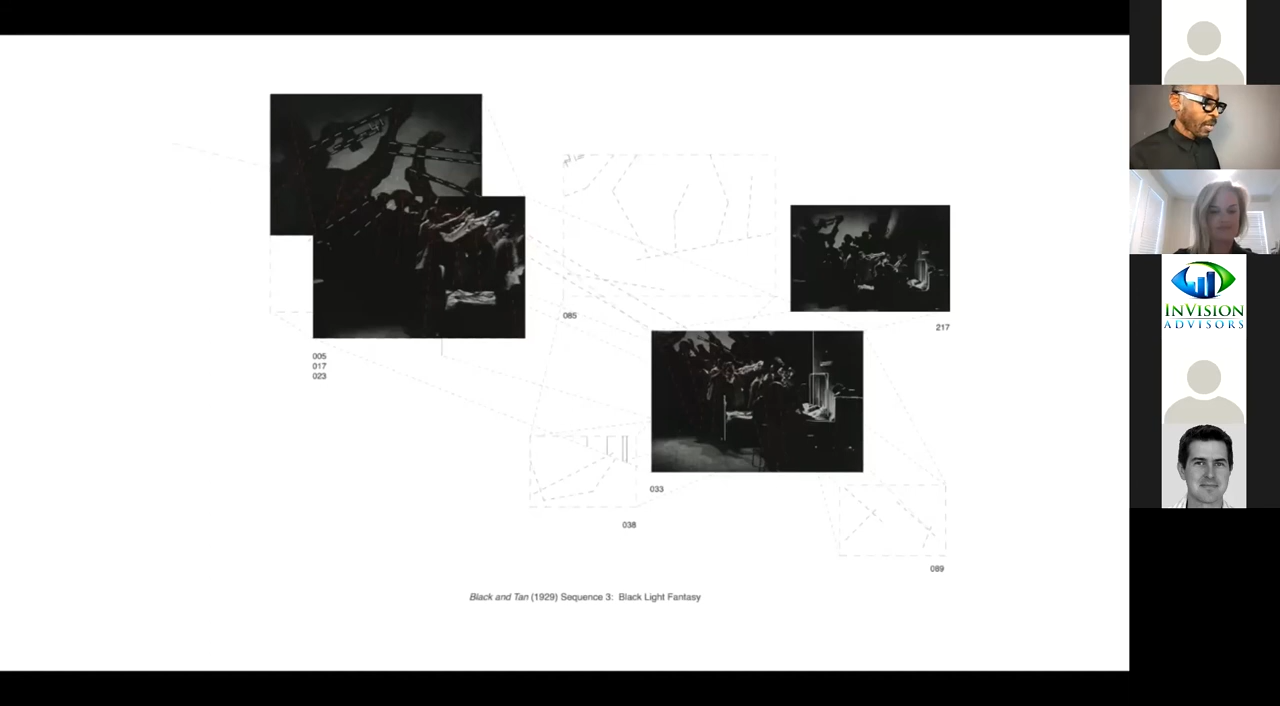 085
217
005
017
023
033
038
089
Black and Tan (1929) Sequence 3: Black Light Fantasy
INVISION
ADVISORS